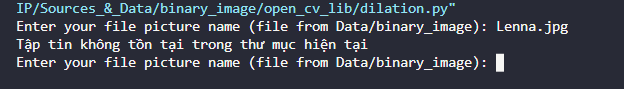 IP/Sources_&_Data/binary_image/open_cv_lib/dilation.py"
Enter your file picture name (file from Data/binary_image): Lenna.jpg
Tập tin không tồn tại trong thư mục hiện tại
Enter your file picture name (file from Data/binary_image):